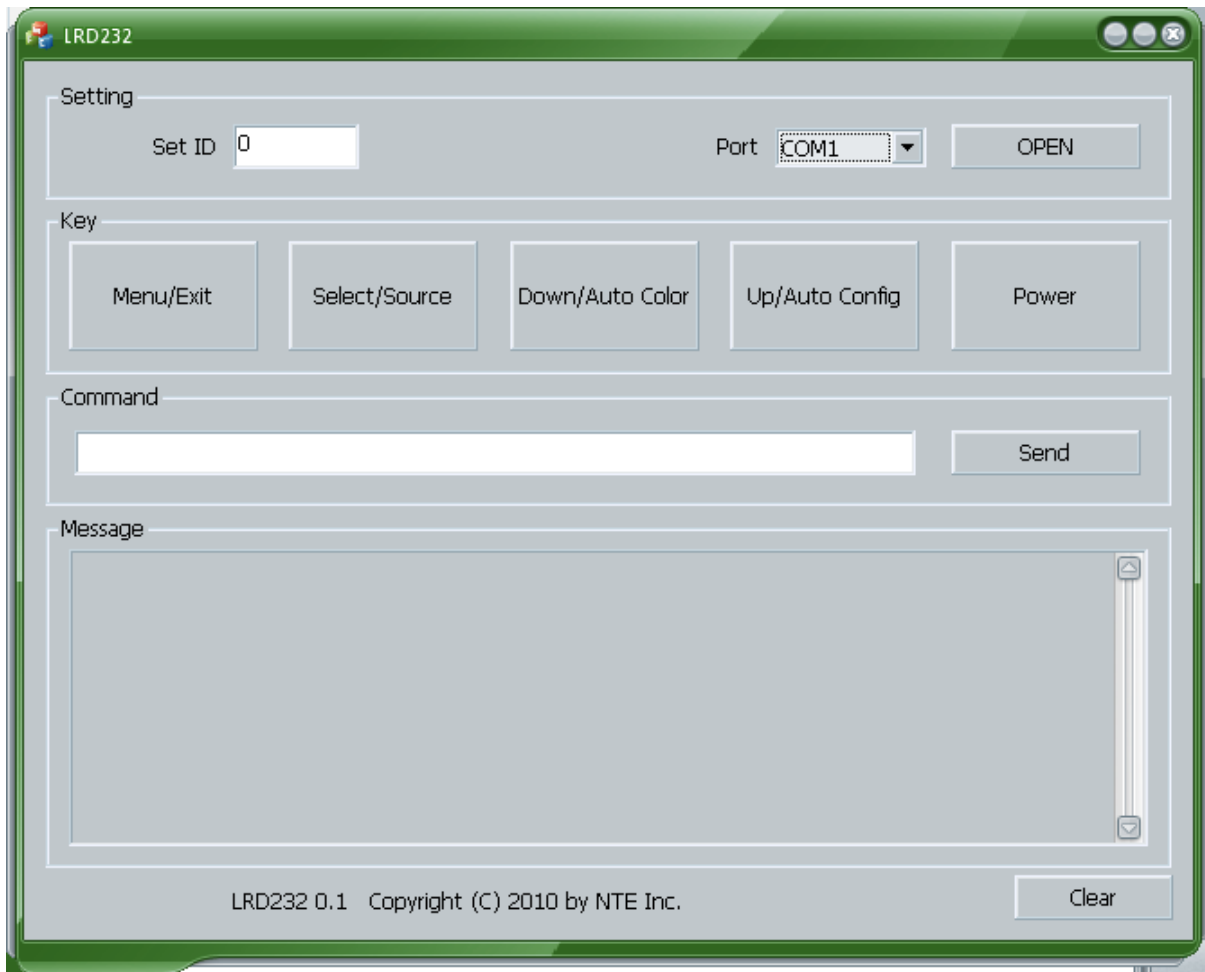 LRD232
Setting
Set ID 0 Port COM1 OPEN
Key
Menu/Exit Select/Source Down/Auto Color Up/Auto Config Power
Command
Send
Message
LRD232 0.1 Copyright (C) 2010 by NTE Inc. Clear